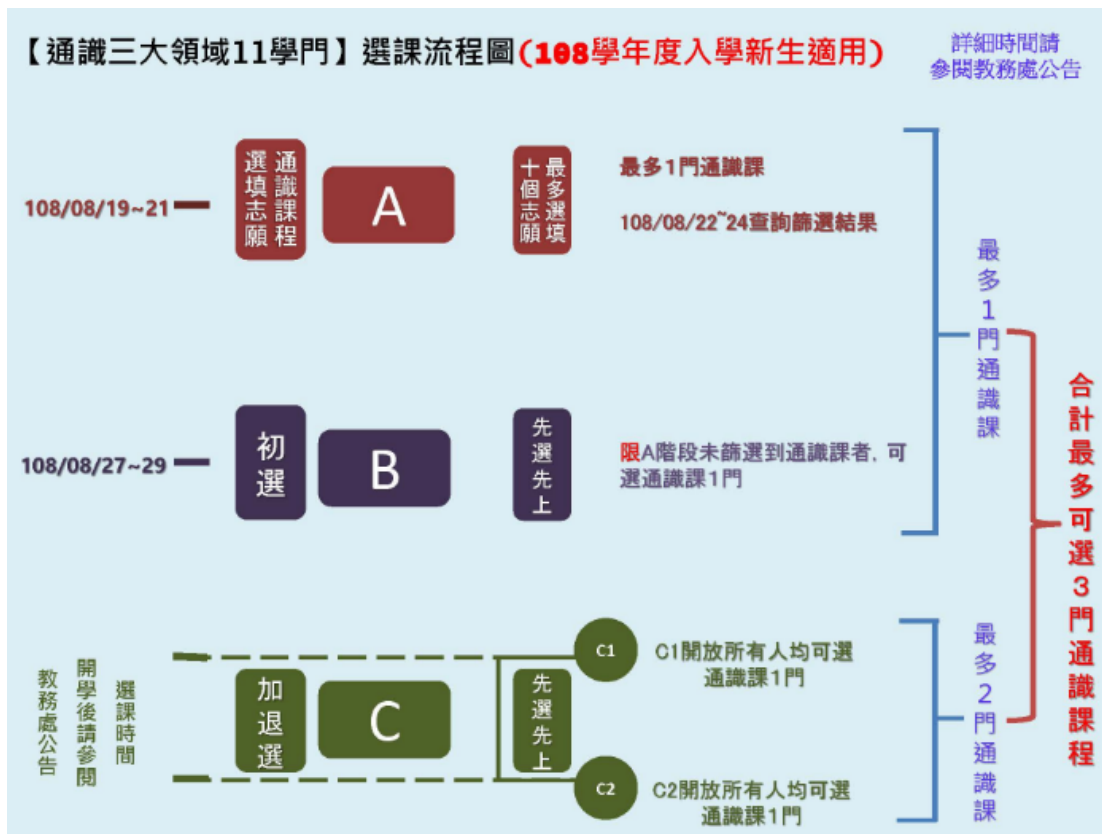 【通識三大領域11學門】選課流程圖(108學年度入學新生適用)
詳細時間請
參閱教務處公告
108/08/19~21
通識課程
選填志願
A
最多選填
十個志願
最多1門通識課
108/08/22~24查詢篩選結果
108/08/27~29
初選
B
先選先上
限A階段未篩選到通識課者, 可
選通識課1門
最多1門通識課
選課時間
開學後請參閱
教務處公告
加退選
C
先選先上
C1
C1開放所有人均可選
通識課1門
C2
C2開放所有人均可選
通識課1門
最多2門通識課
合計最多可選3門通識課程